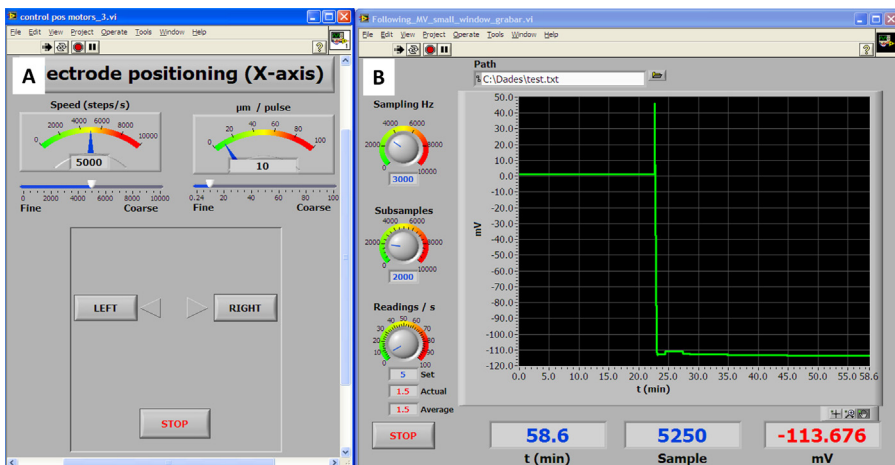 control pos motors_3.vi
File Edit View Project Operate Tools Window Help
A
ectrode positioning (X-axis)
Speed (steps/s)
0 2000 4000 6000 8000 10000
5000
0 2000 4000 6000 8000 10000
Fine Coarse
µm / pulse
0 20 40 60 80 100
10
0.24 20 40 60 80 100
Fine Coarse
LEFT
RIGHT
STOP
Following_MV_small_window_grabar.vi
File Edit View Project Operate Tools Window Help
B
Path
C:\Dades\test.txt
Sampling Hz
0 2000 4000 6000 8000 10000
3000
Subsamples
0 2000 4000 6000 8000 10000
2000
Readings / s
0 10 20 30 40 50 60 70 80 90 100
5 Set
1.5 Actual
1.5 Average
STOP
mV
50.0
40.0
30.0
20.0
10.0
0.0
-10.0
-20.0
-30.0
-40.0
-50.0
-60.0
-70.0
-80.0
-90.0
-100.0
-110.0
-120.0
0.0 5.0 10.0 15.0 20.0 25.0 30.0 35.0 40.0 45.0 50.0 58.6
t (min)
58.6
t (min)
5250
Sample
-113.676
mV